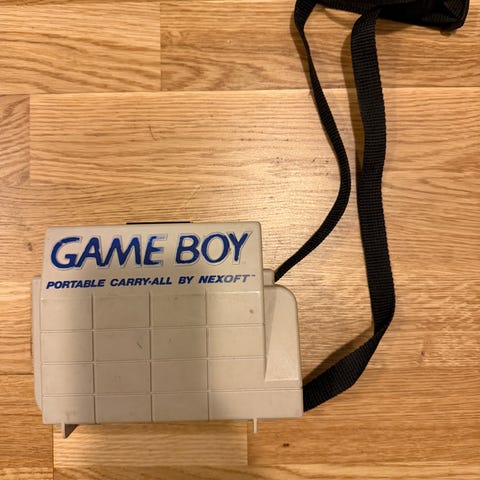 GAME BOY
PORTABLE CARRY-ALL BY NEXOFT™